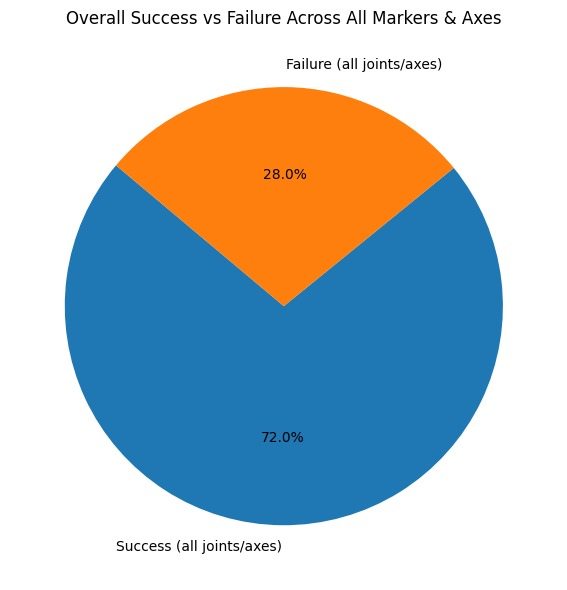 Overall Success vs Failure Across All Markers & Axes
Failure (all joints/axes)
28.0%
72.0%
Success (all joints/axes)